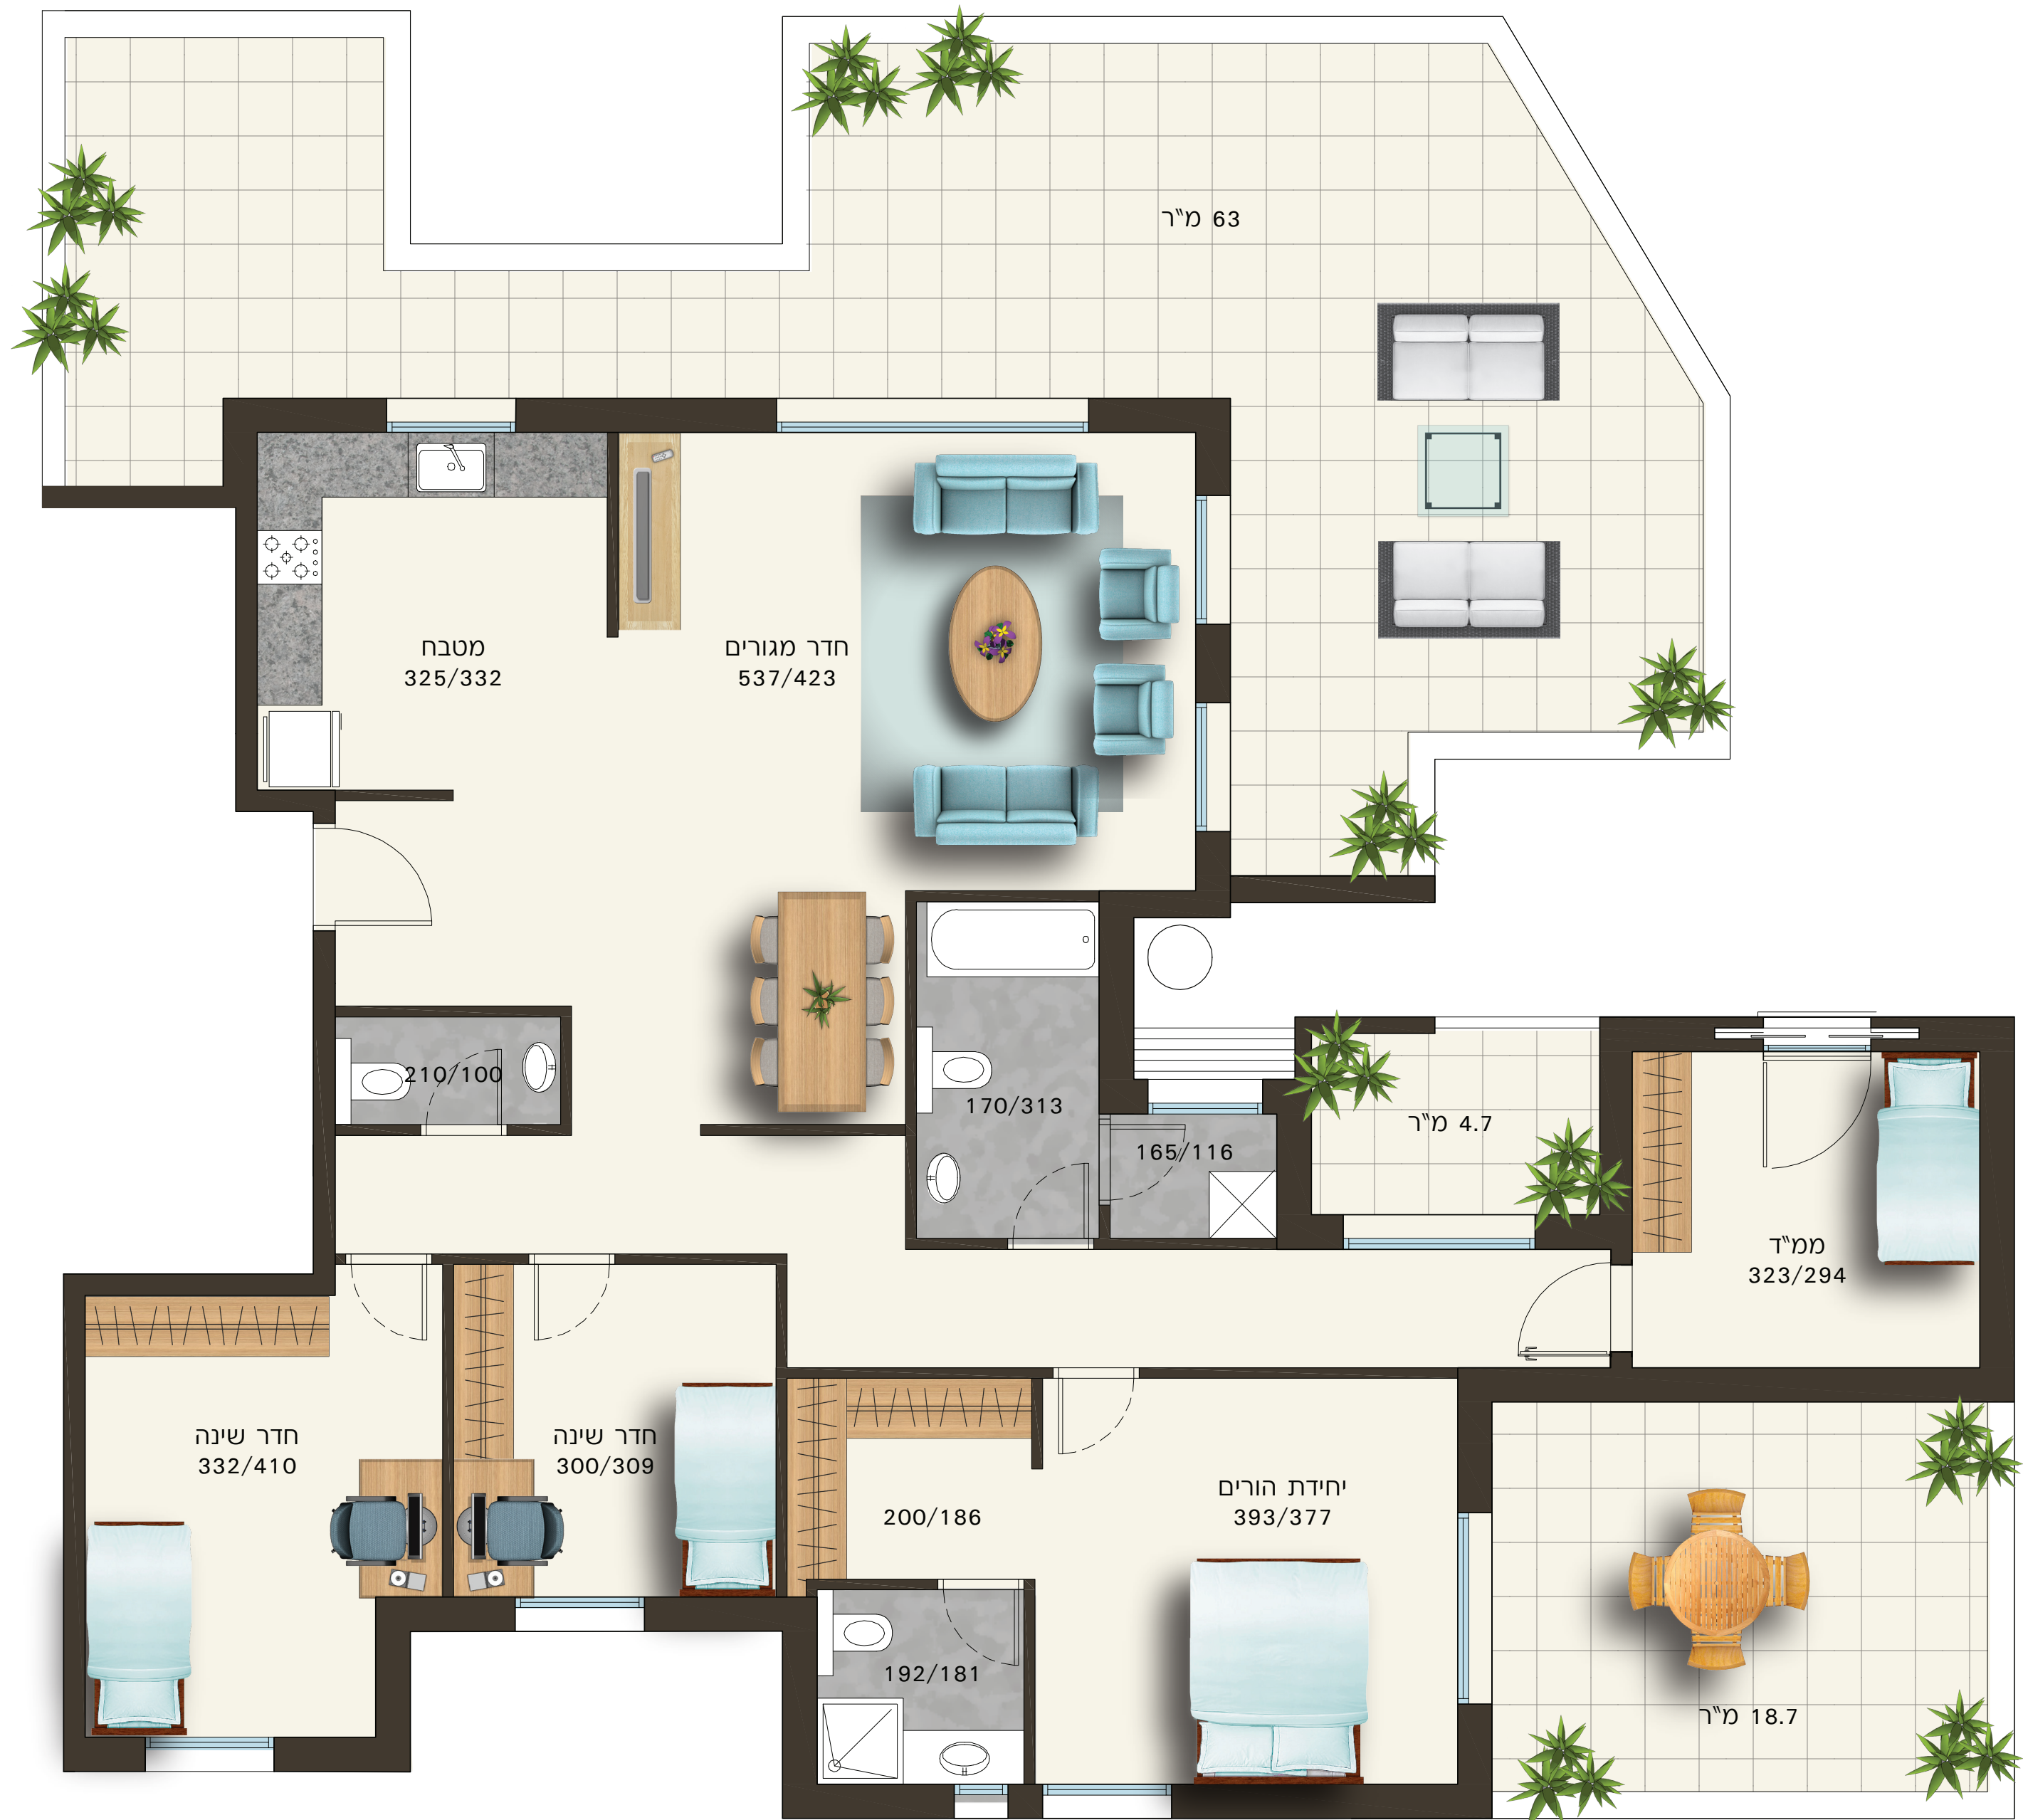 63 מ"ר
מטבח
325/332
חדר מגורים
537/423
210/100
170/313
165/116
4.7 מ"ר
ממ"ד
323/294
חדר שינה
332/410
חדר שינה
300/309
200/186
יחידת הורים
393/377
192/181
18.7 מ"ר